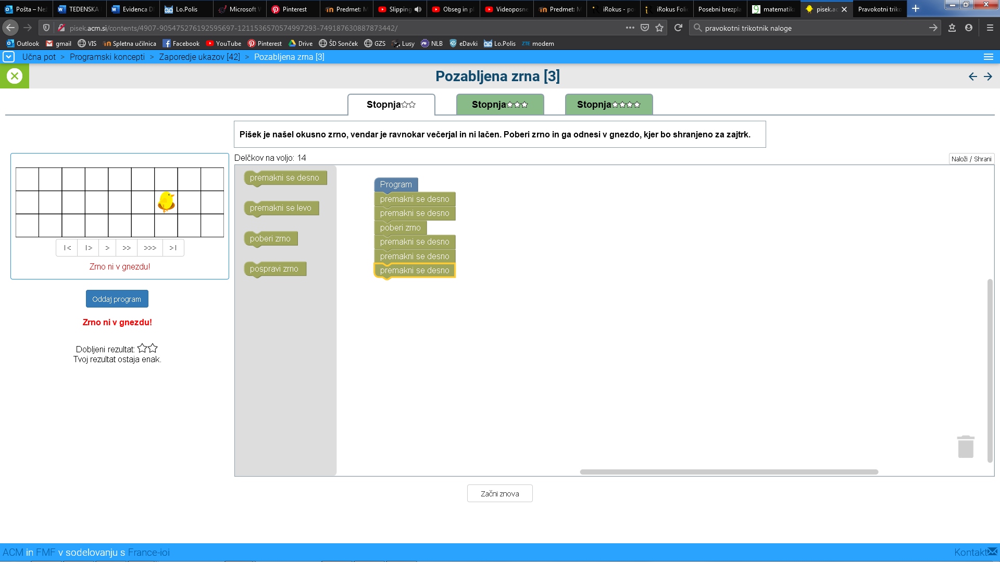 Pošta – Než
TEDENSKA
Evidenca D
Lo.Polis
Microsoft
Pinterest
Predmet: M
Slipping
Obseg in pl
Videoposne
Predmet: M
iRokus - po
iRokus Foli
Posebni brezpla
matematik
pisek.ac
Pravokotni triko
pisek.acm.si/contents/4907-905475276192595697-1211536570574997293-749187630887873442/
pravokotni trikotnik naloge
Outlook gmail VIS Spletna učilnica Facebook YouTube Pinterest Drive ŠD Sonček GZS Lusy NLB eDavki Lo.Polis ZTE modem
Učna pot > Programski koncepti > Zaporedje ukazov [42] > Pozabljena zrna [3]
Pozabljena zrna [3]
Stopnja
Stopnja
Stopnja
Pišek je našel okusno zrno, vendar je ravnokar večerjal in ni lačen. Poberi zrno in ga odnesi v gnezdo, kjer bo shranjeno za zajtrk.
Delčkov na voljo: 14
Naloži / Shrani
premakni se desno
premakni se levo
poberi zrno
pospravi zrno
Program
premakni se desno
premakni se desno
poberi zrno
premakni se desno
premakni se desno
premakni se desno
|< |> > >> >>> >|
Zrno ni v gnezdu!
Oddaj program
Zrno ni v gnezdu!
Dobljeni rezultat:
Tvoj rezultat ostaja enak.
Začni znova
ACM in FMF v sodelovanju s France-ioi
Kontakt